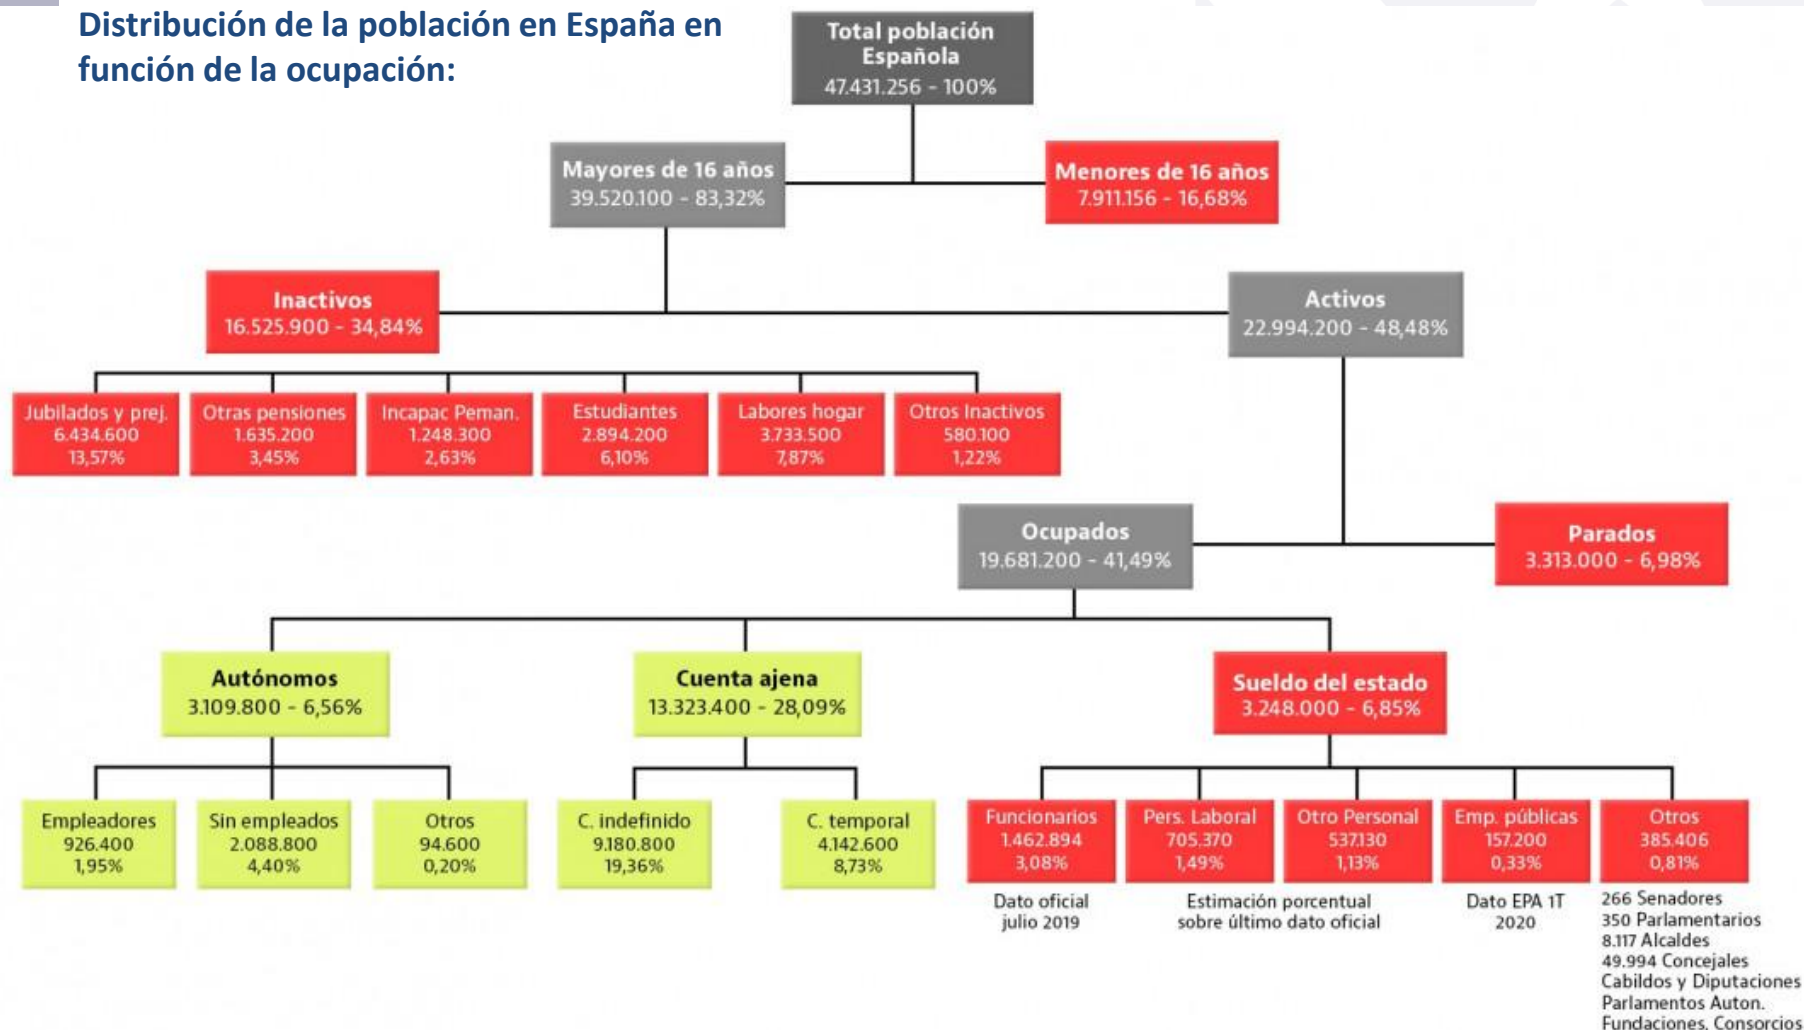 Distribución de la población en España en
función de la ocupación:
Total población
Española
47.431.256 - 100%
Mayores de 16 años
39.520.100 - 83,32%
Menores de 16 años
7.911.156 - 16,68%
Inactivos
16.525.900 - 34,84%
Activos
22.994.200 - 48,48%
Jubilados y prej.
6.434.600
13,57%
Otras pensiones
1.635.200
3,45%
Incapac Peman.
1.248.300
2,63%
Estudiantes
2.894.200
6,10%
Labores hogar
3.733.500
7,87%
Otros Inactivos
580.100
1,22%
Ocupados
19.681.200 - 41,49%
Parados
3.313.000 - 6,98%
Autónomos
3.109.800 - 6,56%
Cuenta ajena
13.323.400 - 28,09%
Sueldo del estado
3.248.000 - 6,85%
Empleadores
926.400
1,95%
Sin empleados
2.088.800
4,40%
Otros
94.600
0,20%
C. indefinido
9.180.800
19,36%
C. temporal
4.142.600
8,73%
Funcionarios
1.462.894
3,08%
Pers. Laboral
705.370
1,49%
Otro Personal
537.130
1,13%
Emp. públicas
157.200
0,33%
Otros
385.406
0,81%
Dato oficial
julio 2019
Estimación porcentual
sobre último dato oficial
Dato EPA 1T
2020
266 Senadores
350 Parlamentarios
8.117 Alcaldes
49.994 Concejales
Cabildos y Diputaciones
Parlamentos Auton.
Fundaciones, Consorcios